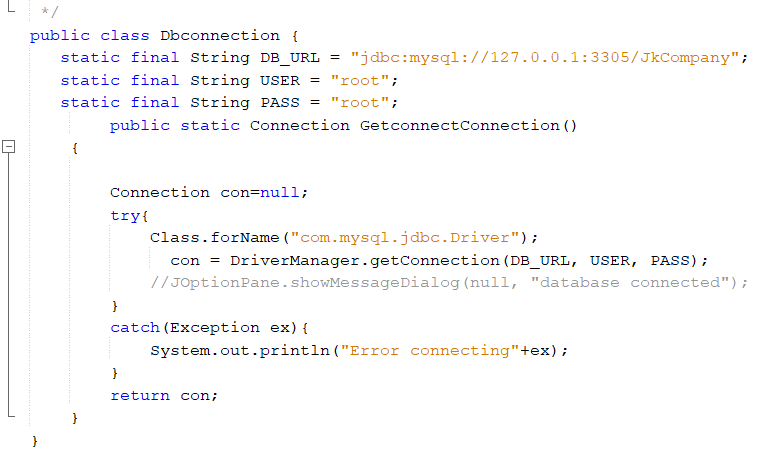 */
public class Dbconnection {
static final String DB_URL = "jdbc:mysql://127.0.0.1:3305/JkCompany";
static final String USER = "root";
static final String PASS = "root";
public static Connection GetconnectConnection()
{
Connection con=null;
try{
Class.forName("com.mysql.jdbc.Driver");
con = DriverManager.getConnection(DB_URL, USER, PASS);
//JOptionPane.showMessageDialog(null, "database connected");
}
catch(Exception ex){
System.out.println("Error connecting"+ex);
}
return con;
}
}